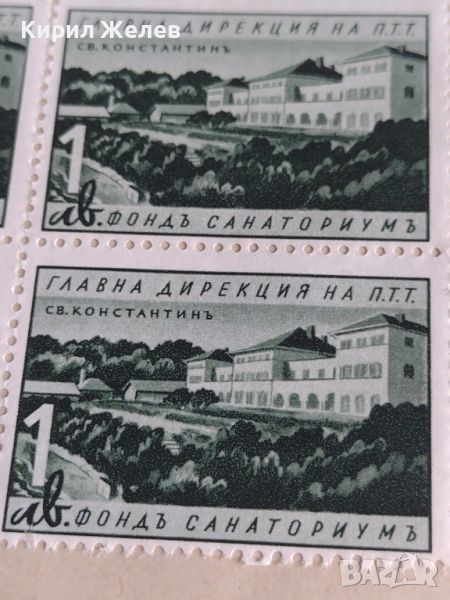 Кирил Желев
ГЛАВНА ДИРЕКЦИЯ НА П.Т.Т.
СВ. КОНСТАНТИНЪ
1
лв. ФОНДЪ САНАТОРИУМЪ
ГЛАВНА ДИРЕКЦИЯ НА П.Т.Т.
СВ. КОНСТАНТИНЪ
1
лв. ФОНДЪ САНАТОРИУМЪ
BAZAR